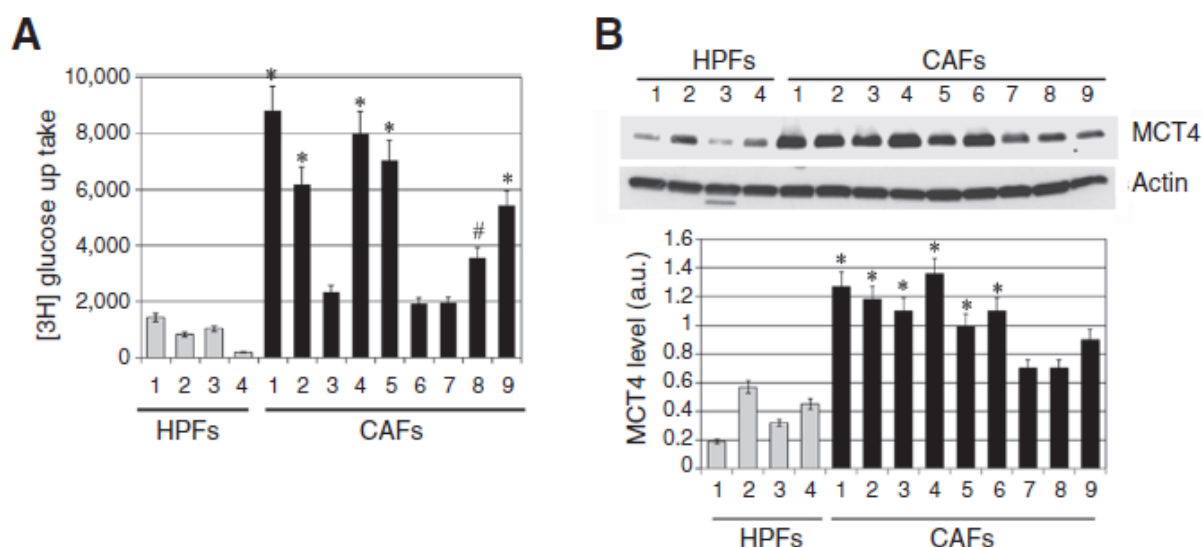 A
10,000
8,000
6,000
4,000
2,000
0
[3H] glucose up take
* * * * # *
1 2 3 4 1 2 3 4 5 6 7 8 9
HPFs CAFs
B
HPFs CAFs
1 2 3 4 1 2 3 4 5 6 7 8 9
MCT4
Actin
1.6
1.4
1.2
1
0.8
0.6
0.4
0.2
0
MCT4 level (a.u.)
* * * * * *
1 2 3 4 1 2 3 4 5 6 7 8 9
HPFs CAFs